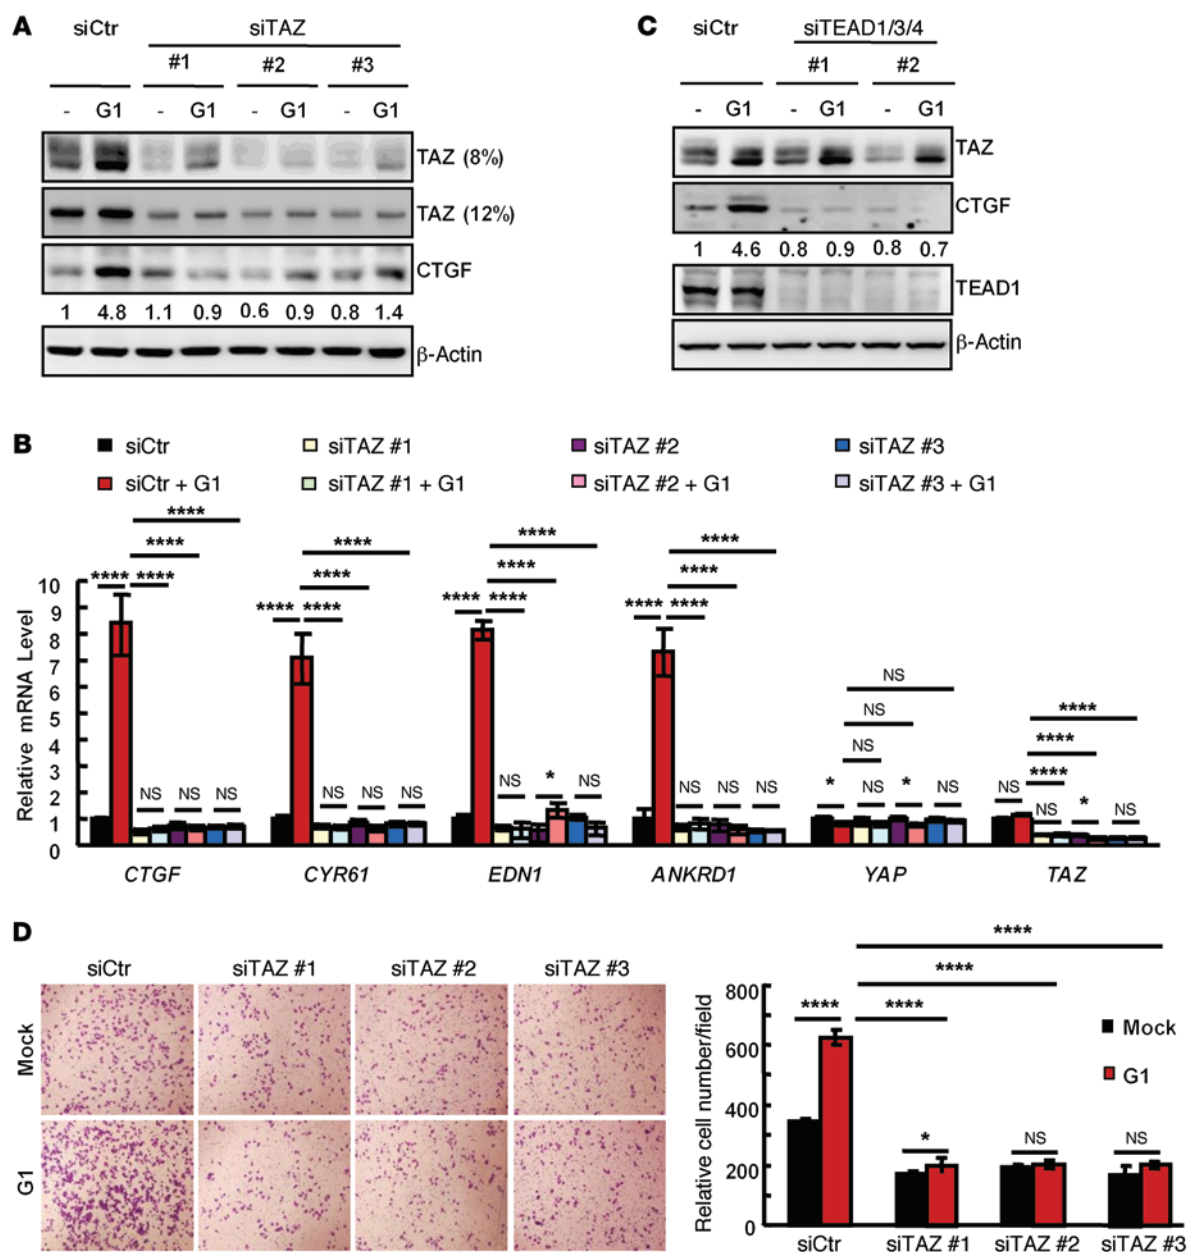 A
siCtr siTAZ
#1 #2 #3
- G1 - G1 - G1 - G1
TAZ (8%)
TAZ (12%)
CTGF
1 4.8 1.1 0.9 0.6 0.9 0.8 1.4
β-Actin
C
siCtr siTEAD1/3/4
#1 #2
- G1 - G1 - G1
TAZ
CTGF
1 4.6 0.8 0.9 0.8 0.7
TEAD1
β-Actin
B
siCtr siTAZ #1 siTAZ #2 siTAZ #3
siCtr + G1 siTAZ #1 + G1 siTAZ #2 + G1 siTAZ #3 + G1
Relative mRNA Level
10
9
8
7
6
5
4
3
2
1
0
**** **** **** ****
NS NS NS
CTGF
**** **** **** ****
NS NS NS
CYR61
**** **** **** ****
NS * NS
EDN1
**** **** **** ****
NS NS NS
ANKRD1
NS
NS
NS
* NS * NS
YAP
****
****
****
NS NS * NS
TAZ
D
siCtr siTAZ #1 siTAZ #2 siTAZ #3
Mock
G1
Relative cell number/field
800
600
400
200
0
****
****
**** ****
* NS NS
Mock
G1
siCtr siTAZ #1 siTAZ #2 siTAZ #3